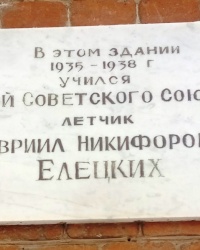 В ЭТОМ ЗДАНИИ
1935-1938 Г
УЧИЛСЯ
Й СОВЕТСКОГО СОЮ
ЛЕТЧИК
ВРИИЛ НИКИФОРО
ЕЛЕЦКИХ